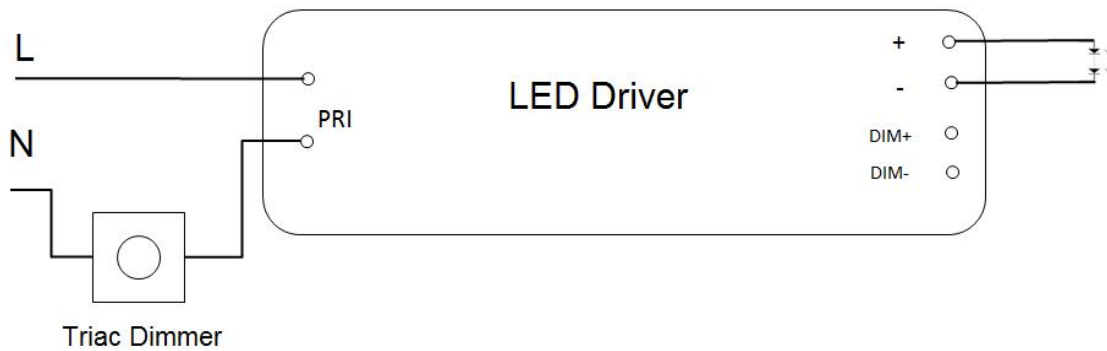 L
N
PRI
LED Driver
+
-
DIM+
DIM-
Triac Dimmer